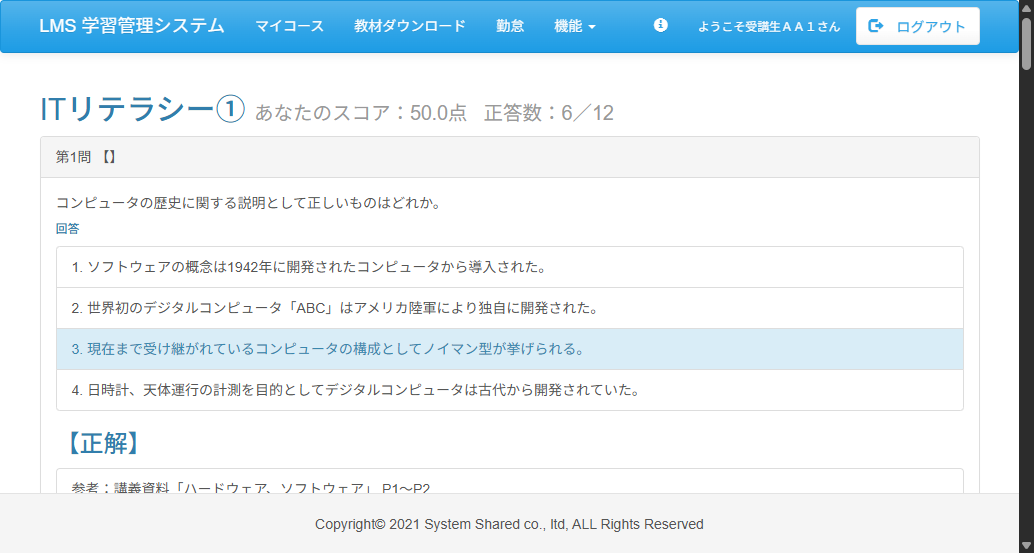 LMS 学習管理システム マイコース 教材ダウンロード 勤怠 機能 ようこそ受講生ＡＡ１さん ログアウト
ITリテラシー① あなたのスコア：50.0点 正答数：6／12
第1問 【】
コンピュータの歴史に関する説明として正しいものはどれか。
回答
1. ソフトウェアの概念は1942年に開発されたコンピュータから導入された。
2. 世界初のデジタルコンピュータ「ABC」はアメリカ陸軍により独自に開発された。
3. 現在まで受け継がれているコンピュータの構成としてノイマン型が挙げられる。
4. 日時計、天体運行の計測を目的としてデジタルコンピュータは古代から開発されていた。
【正解】
参考：講義資料「ハードウェア、ソフトウェア」 P1～P2
Copyright© 2021 System Shared co., ltd, ALL Rights Reserved